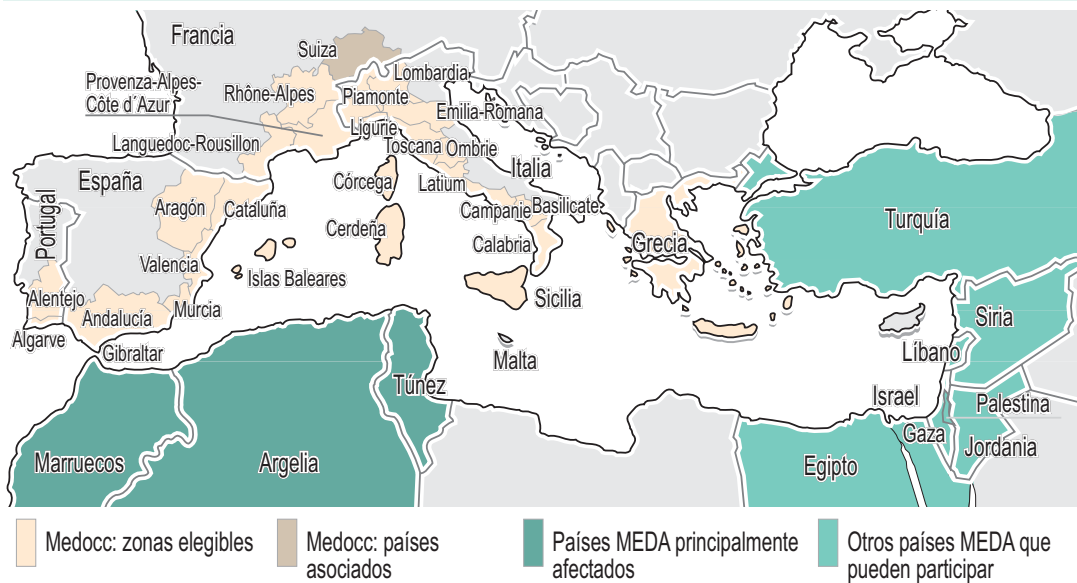 Francia
Suiza
Provenza-Alpes-
Côte d´Azur
Rhône-Alpes
Lombardia
Piamonte
Emilia-Romana
Languedoc-Rousillon
Ligurie
Toscana
Ombrie
Italia
España
Córcega
Latium
Portugal
Aragón
Cataluña
Cerdeña
Campanie
Basilicate
Grecia
Turquía
Valencia
Islas Baleares
Calabria
Alentejo
Andalucía
Murcia
Sicilia
Siria
Algarve
Gibraltar
Malta
Líbano
Túnez
Israel
Palestina
Gaza
Jordania
Marruecos
Argelia
Egipto
Medocc: zonas elegibles
Medocc: países
asociados
Países MEDA principalmente
afectados
Otros países MEDA que
pueden participar